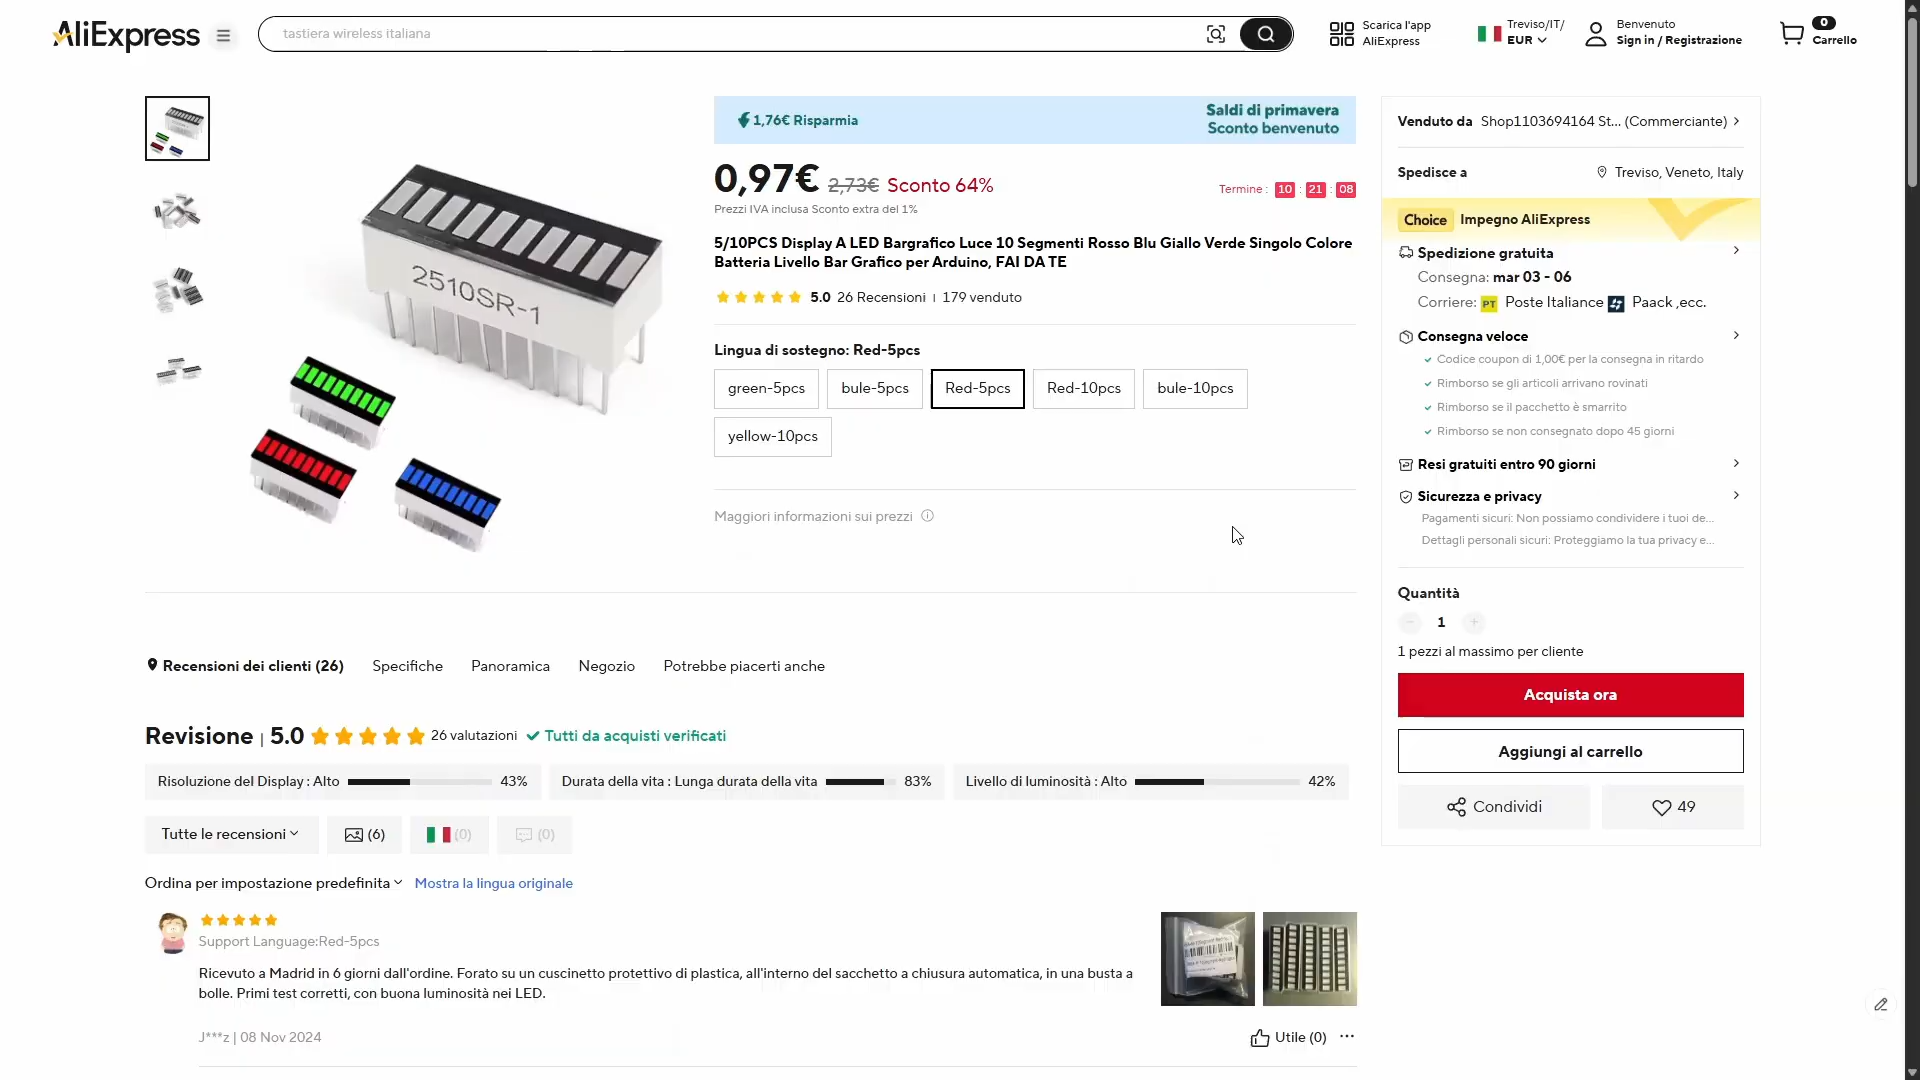 AliExpress
tastiera wireless italiana
Scarica l'app
AliExpress
Treviso/IT/
EUR
Benvenuto
Sign in / Registrazione
0
Carrello
2510SR-1
1,76€ Risparmia
Saldi di primavera
Sconto benvenuto
0,97€ 2,73€ Sconto 64%
Termine : 10 : 21 : 08
Prezzi IVA inclusa Sconto extra del 1%
5/10PCS Display A LED Bargrafico Luce 10 Segmenti Rosso Blu Giallo Verde Singolo Colore
Batteria Livello Bar Grafico per Arduino, FAI DA TE
5.0 26 Recensioni | 179 venduto
Lingua di sostegno: Red-5pcs
green-5pcs bule-5pcs Red-5pcs Red-10pcs bule-10pcs
yellow-10pcs
Maggiori informazioni sui prezzi
Venduto da Shop1103694164 St... (Commerciante)
Spedisce a Treviso, Veneto, Italy
Choice Impegno AliExpress
Spedizione gratuita
Consegna: mar 03 - 06
Corriere: PT Poste Italiance Paack ,ecc.
Consegna veloce
Codice coupon di 1,00€ per la consegna in ritardo
Rimborso se gli articoli arrivano rovinati
Rimborso se il pacchetto è smarrito
Rimborso se non consegnato dopo 45 giorni
Resi gratuiti entro 90 giorni
Sicurezza e privacy
Pagamenti sicuri: Non possiamo condividere i tuoi de...
Dettagli personali sicuri: Proteggiamo la tua privacy e...
Quantità
- 1 +
1 pezzi al massimo per cliente
Acquista ora
Aggiungi al carrello
Condividi 49
Recensioni dei clienti (26) Specifiche Panoramica Negozio Potrebbe piacerti anche
Revisione | 5.0 26 valutazioni Tutti da acquisti verificati
Risoluzione del Display : Alto 43% Durata della vita : Lunga durata della vita 83% Livello di luminosità : Alto 42%
Tutte le recensioni (6) (0) (0)
Ordina per impostazione predefinita Mostra la lingua originale
Support Language:Red-5pcs
Ricevuto a Madrid in 6 giorni dall'ordine. Forato su un cuscinetto protettivo di plastica, all'interno del sacchetto a chiusura automatica, in una busta a
bolle. Primi test corretti, con buona luminosità nei LED.
J***z | 08 Nov 2024
Utile (0) ...